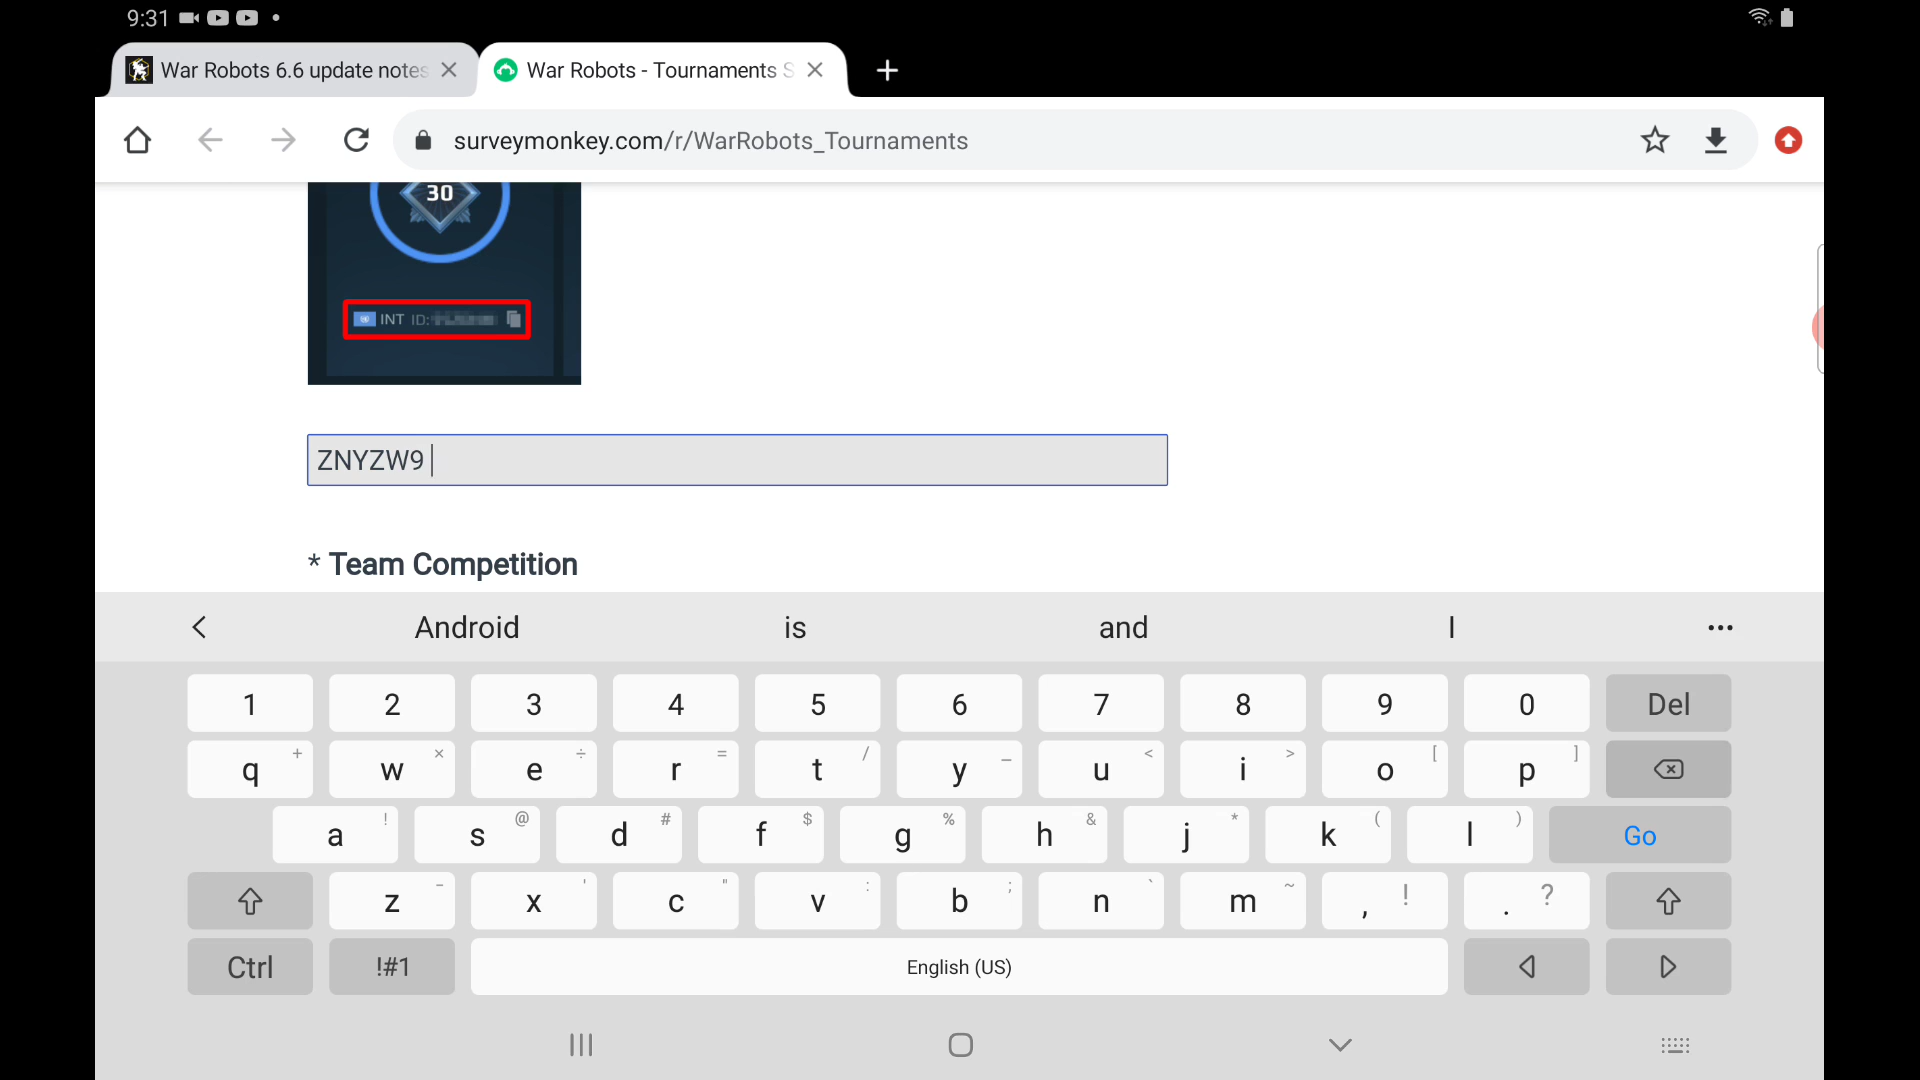 9:31
War Robots 6.6 update notes
War Robots - Tournaments S
surveymonkey.com/r/WarRobots_Tournaments
30
INT ID:
ZNYZW9
* Team Competition
Android is and I
1 2 3 4 5 6 7 8 9 0 Del
q + w × e ÷ r = t / y _ u < i > o [ p ]
a ! s @ d # f $ g % h & j * k ( l ) Go
z - x ' c " v : b ; n ` m ~ , ! . ?
Ctrl !#1 English (US)